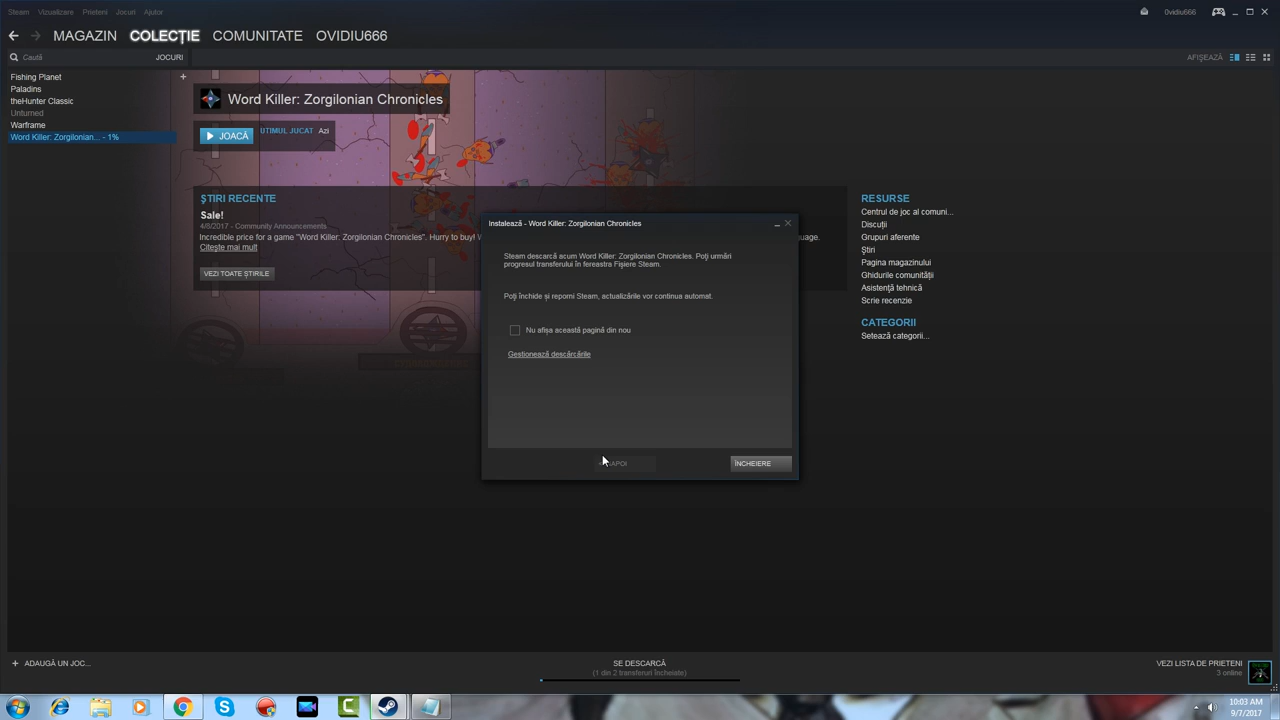 Steam Vizualizare Prieteni Jocuri Ajutor
0vidiu666
MAGAZIN COLECȚIE COMUNITATE OVIDIU666
Caută JOCURI
AFIȘEAZĂ
Fishing Planet
Paladins
theHunter Classic
Unturned
Warframe
Word Killer: Zorgilonian... - 1%
Word Killer: Zorgilonian Chronicles
JOACĂ
UTIMUL JUCAT Azi
ȘTIRI RECENTE
Sale!
4/8/2017 - Community Announcements
Incredible price for a game "Word Killer: Zorgilonian Chronicles". Hurry to buy!
Citește mai mult
VEZI TOATE ȘTIRILE
Instalează - Word Killer: Zorgilonian Chronicles
Steam descarcă acum Word Killer: Zorgilonian Chronicles. Poți urmări
progresul transferului în fereastra Fișiere Steam.
Poți închide și reporni Steam, actualizările vor continua automat.
Nu afișa această pagină din nou
Gestionează descărcările
ÎNCHEIERE
RESURSE
Centrul de joc al comuni...
Discuții
Grupuri aferente
Știri
Pagina magazinului
Ghidurile comunității
Asistență tehnică
Scrie recenzie
CATEGORII
Setează categorii...
ADAUGĂ UN JOC...
SE DESCARCĂ
(1 din 2 transferuri încheiate)
VEZI LISTA DE PRIETENI
3 online
10:03 AM
9/7/2017